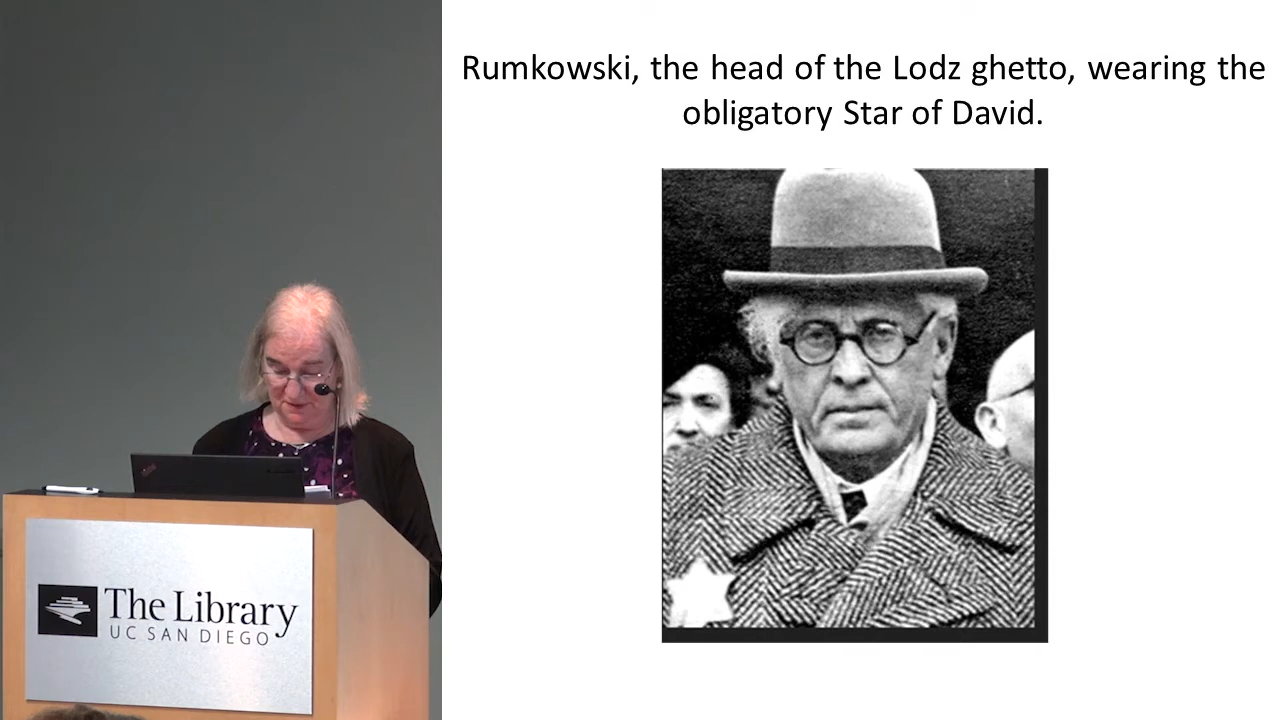 Rumkowski, the head of the Lodz ghetto, wearing the
obligatory Star of David.
The Library
UC SAN DIEGO